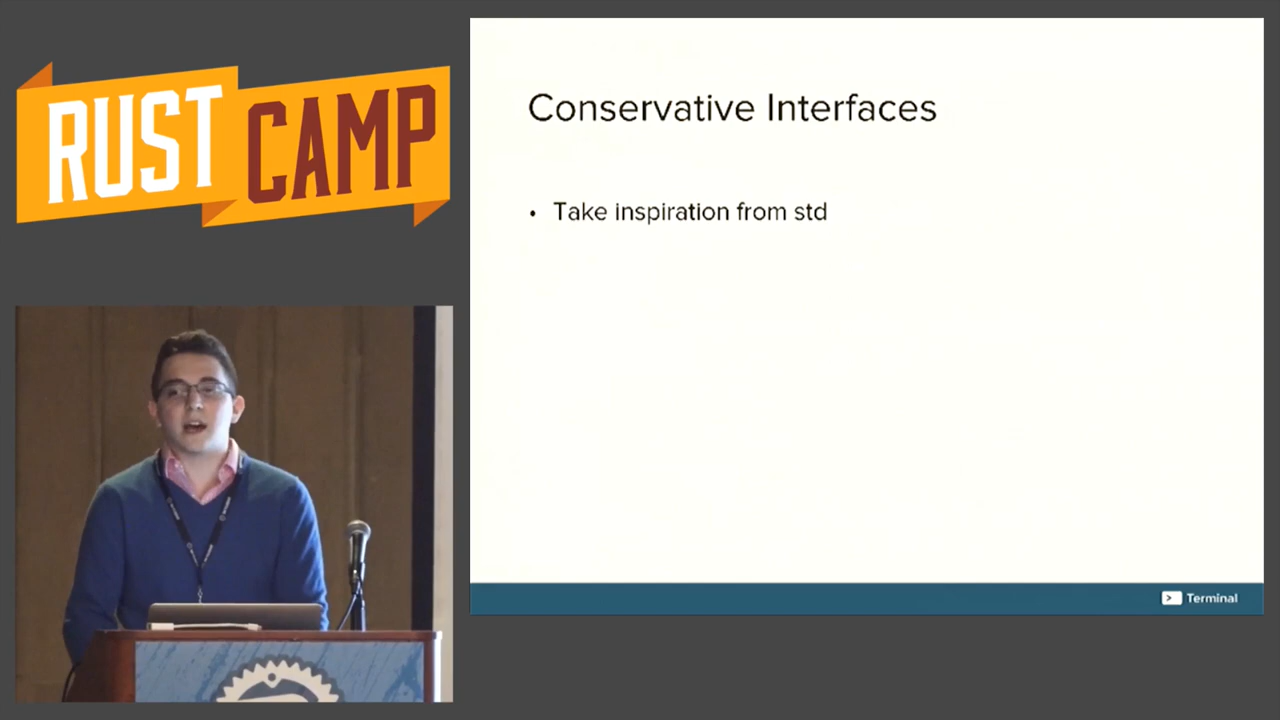 RUST CAMP
Conservative Interfaces
• Take inspiration from std
Terminal